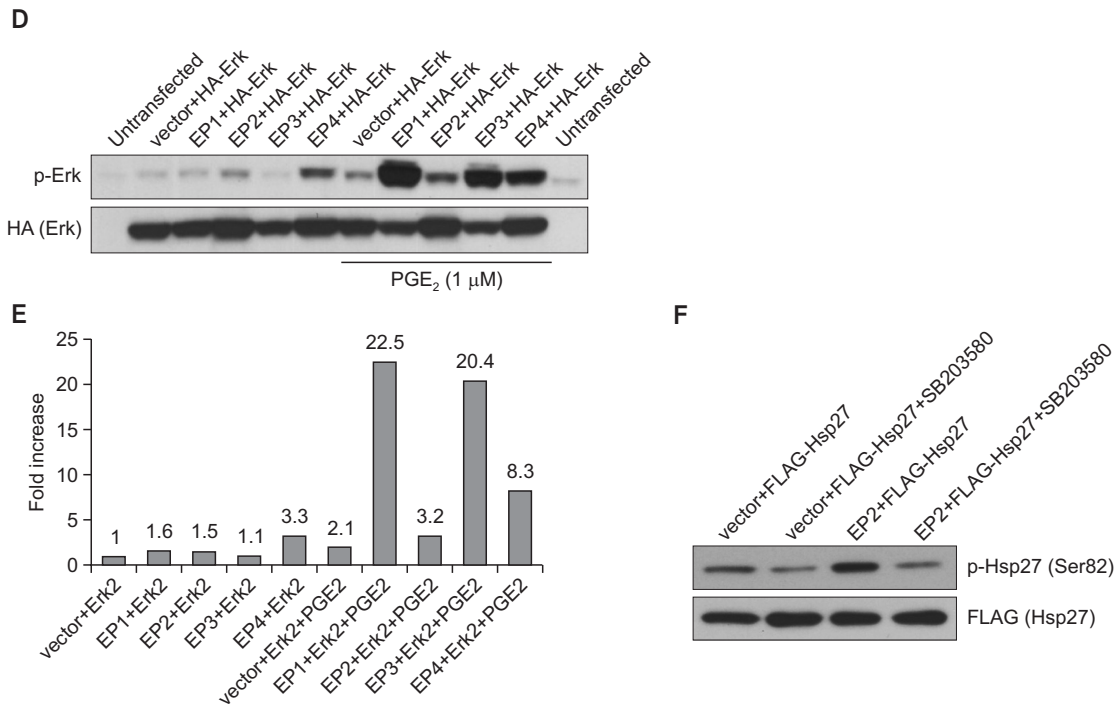 D
Untransfected
vector+HA-Erk
EP1+HA-Erk
EP2+HA-Erk
EP3+HA-Erk
EP4+HA-Erk
vector+HA-Erk
EP1+HA-Erk
EP2+HA-Erk
EP3+HA-Erk
EP4+HA-Erk
Untransfected
p-Erk
HA (Erk)
PGE₂ (1 μM)
E
Fold increase
25
20
15
10
5
0
1
1.6
1.5
1.1
3.3
2.1
22.5
3.2
20.4
8.3
vector+Erk2
EP1+Erk2
EP2+Erk2
EP3+Erk2
EP4+Erk2
vector+Erk2+PGE2
EP1+Erk2+PGE2
EP2+Erk2+PGE2
EP3+Erk2+PGE2
EP4+Erk2+PGE2
F
vector+FLAG-Hsp27
vector+FLAG-Hsp27+SB203580
EP2+FLAG-Hsp27
EP2+FLAG-Hsp27+SB203580
p-Hsp27 (Ser82)
FLAG (Hsp27)